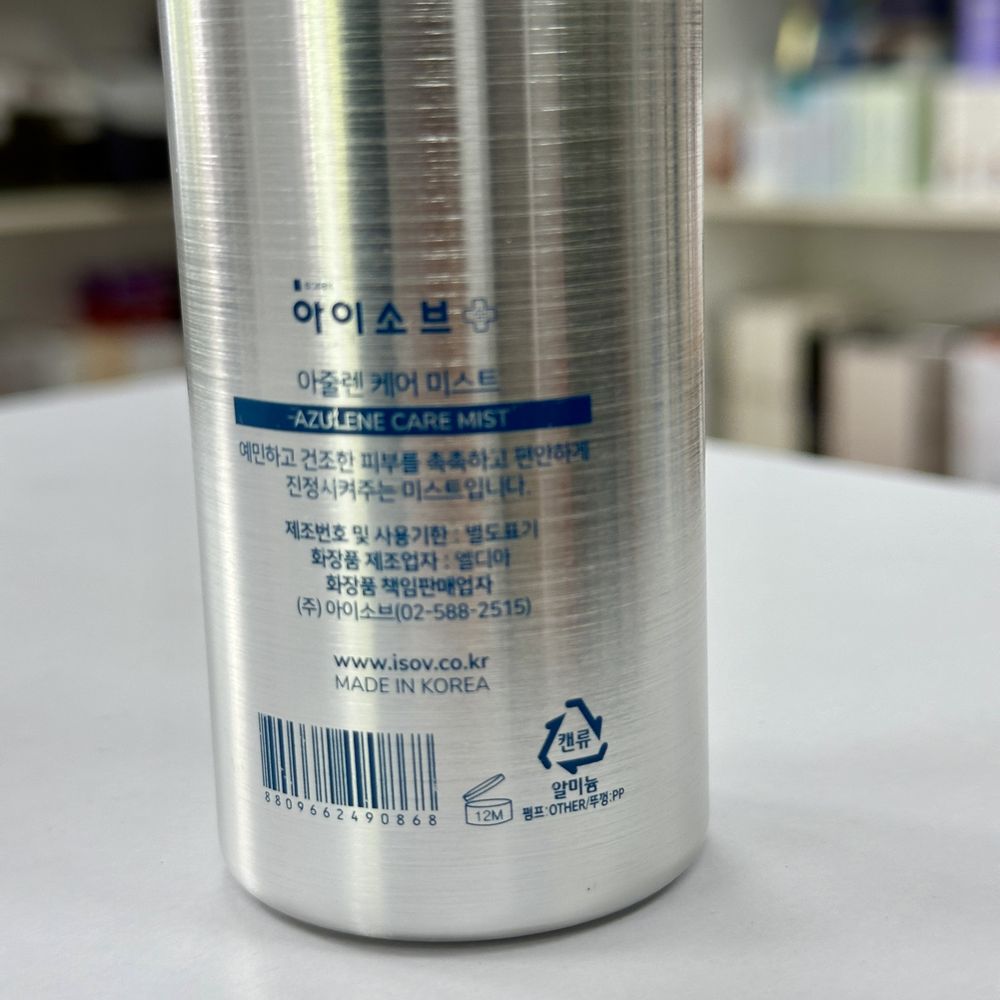 아이소브
아줄렌 케어 미스트
AZULENE CARE MIST
예민하고 건조한 피부를 촉촉하고 편안하게
진정시켜주는 미스트입니다.
제조번호 및 사용기한 : 별도표기
화장품 제조업자 : 엘디아
화장품 책임판매업자
(주) 아이소브(02-588-2515)
www.isov.co.kr
MADE IN KOREA
8809662490868
12M
캔류
알미늄
펌프:OTHER/뚜껑:PP